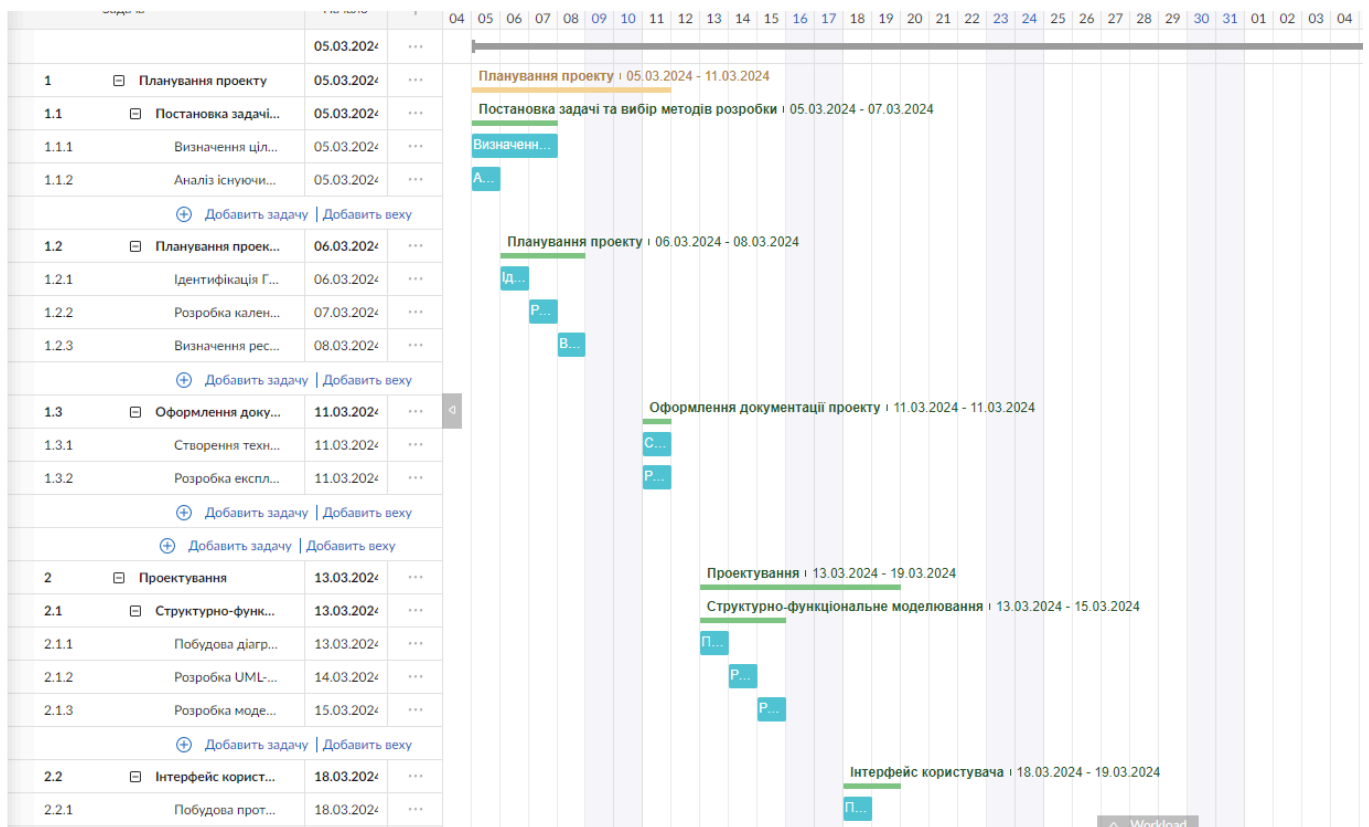 04 05 06 07 08 09 10 11 12 13 14 15 16 17 18 19 20 21 22 23 24 25 26 27 28 29 30 31 01 02 03 04
05.03.2024 ...
1 Планування проекту 05.03.2024 ... Планування проекту 05.03.2024 - 11.03.2024
1.1 Постановка задачі... 05.03.2024 ... Постановка задачі та вибір методів розробки 05.03.2024 - 07.03.2024
1.1.1 Визначення ціл... 05.03.2024 ... Визначенн...
1.1.2 Аналіз існуючи... 05.03.2024 ... А...
Добавить задачу | Добавить веху
1.2 Планування проек... 06.03.2024 ... Планування проекту 06.03.2024 - 08.03.2024
1.2.1 Ідентифікація Г... 06.03.2024 ... Ід...
1.2.2 Розробка кален... 07.03.2024 ... Р...
1.2.3 Визначення рес... 08.03.2024 ... В...
Добавить задачу | Добавить веху
1.3 Оформлення доку... 11.03.2024 ... Оформлення документації проекту 11.03.2024 - 11.03.2024
1.3.1 Створення техн... 11.03.2024 ... С...
1.3.2 Розробка експл... 11.03.2024 ... Р...
Добавить задачу | Добавить веху
Добавить задачу | Добавить веху
2 Проектування 13.03.2024 ... Проектування 13.03.2024 - 19.03.2024
2.1 Структурно-функ... 13.03.2024 ... Структурно-функціональне моделювання 13.03.2024 - 15.03.2024
2.1.1 Побудова діагр... 13.03.2024 ... П...
2.1.2 Розробка UML-... 14.03.2024 ... Р...
2.1.3 Розробка моде... 15.03.2024 ... Р...
Добавить задачу | Добавить веху
2.2 Інтерфейс корист... 18.03.2024 ... Інтерфейс користувача 18.03.2024 - 19.03.2024
2.2.1 Побудова прот... 18.03.2024 ... П...
Workload